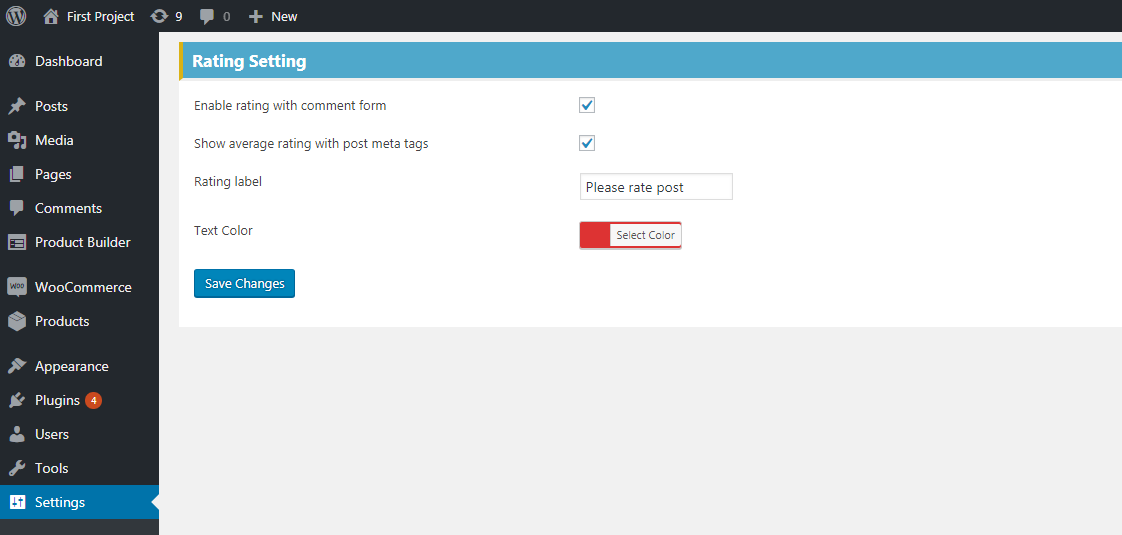 First Project 9 0 New
Dashboard
Posts
Media
Pages
Comments
Product Builder
WOO WooCommerce
Products
Appearance
Plugins 4
Users
Tools
Settings
Rating Setting
Enable rating with comment form
Show average rating with post meta tags
Rating label Please rate post
Text Color Select Color
Save Changes